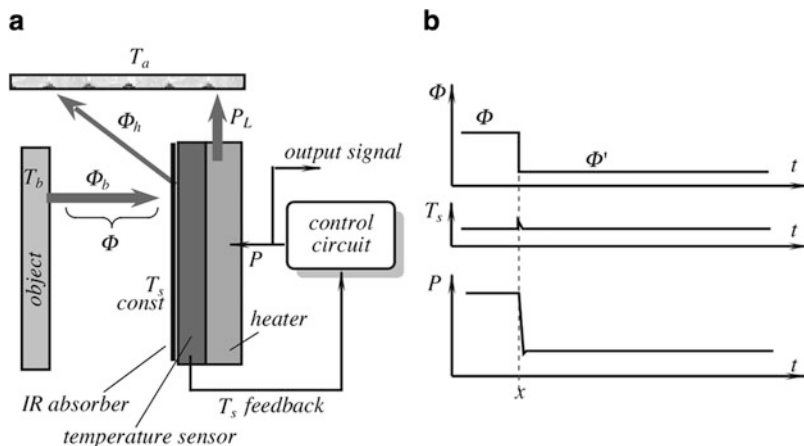 a
T_a
Φ_h
P_L
T_b
Φ_b
Φ
object
T_s
const
output signal
control
circuit
P
heater
IR absorber
T_s feedback
temperature sensor
b
Φ
Φ
Φ'
t
T_s
t
P
t
x